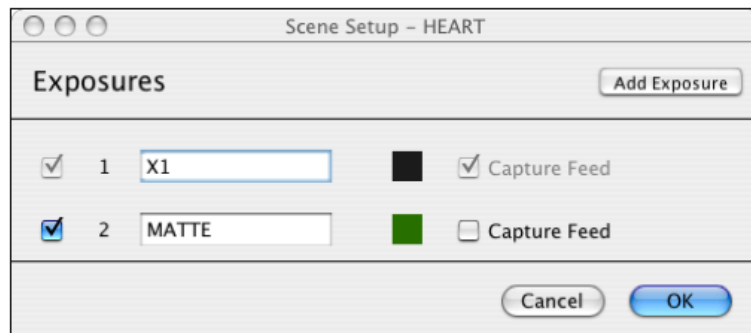 Scene Setup – HEART
Exposures
Add Exposure
1 X1 Capture Feed
2 MATTE Capture Feed
Cancel OK